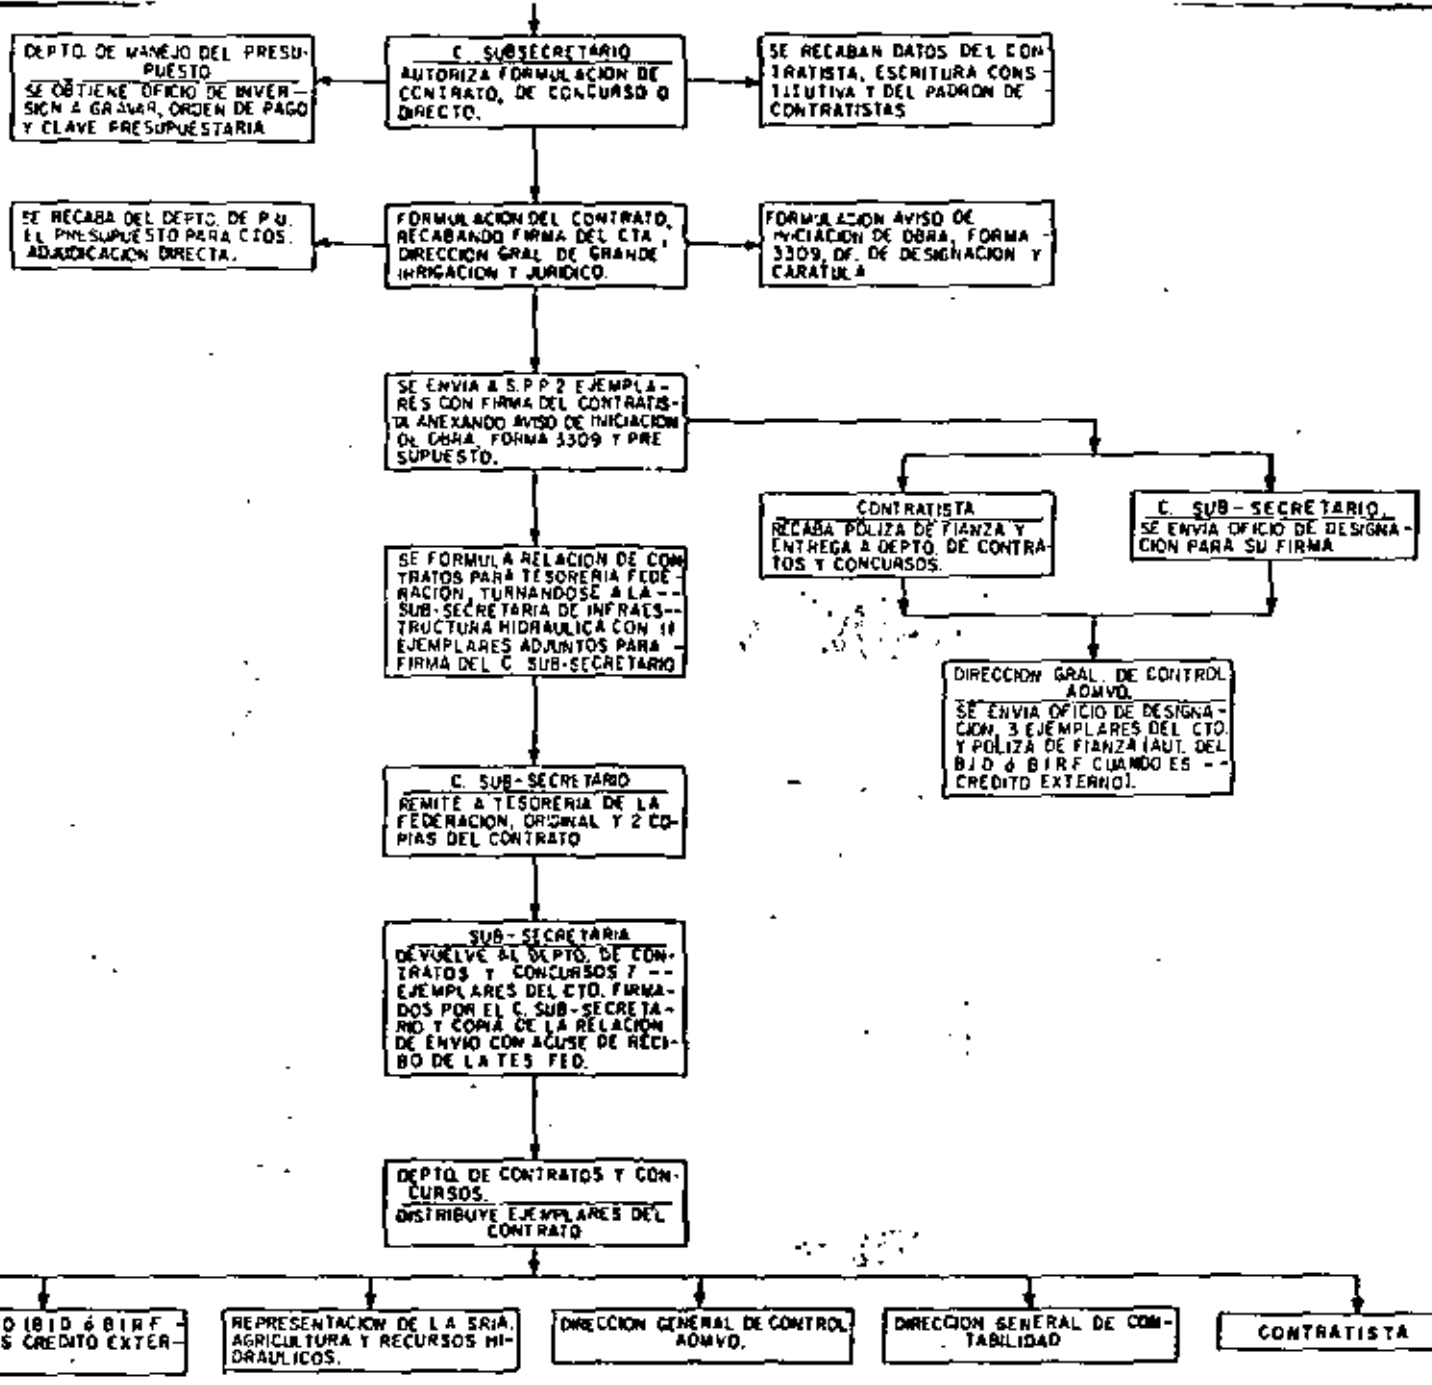 DEPTO. DE MANEJO DEL PRESU-
PUESTO
SE OBTIENE OFICIO DE INVER-
SION A GRAVAR, ORDEN DE PAGO
Y CLAVE PRESUPUESTARIA
C. SUBSECRETARIO
AUTORIZA FORMULACION DE
CONTRATO, DE CONCURSO O
DIRECTO.
SE RECABAN DATOS DEL CON-
TRATISTA, ESCRITURA CONS-
TITUTIVA Y DEL PADRON DE
CONTRATISTAS
SE RECABA DEL DEPTO. DE P.U.
EL PRESUPUESTO PARA CTOS.
ADJUDICACION DIRECTA.
FORMULACION DEL CONTRATO,
RECABANDO FIRMA DEL CTA,
DIRECCION GRAL. DE GRANDE
IRRIGACION Y JURIDICO.
FORMULACION AVISO DE
INICIACION DE OBRA, FORMA -
3309, OF. DE DESIGNACION Y
CARATULA
SE ENVIA A S.P.P. 2 EJEMPLA-
RES CON FIRMA DEL CONTRATIS-
TA ANEXANDO AVISO DE INICIACION
DE OBRA, FORMA 3309 Y PRE
SUPUESTO.
CONTRATISTA
RECABA POLIZA DE FIANZA Y
ENTREGA A DEPTO. DE CONTRA-
TOS Y CONCURSOS.
C. SUB-SECRETARIO.
SE ENVIA OFICIO DE DESIGNA-
CION PARA SU FIRMA
SE FORMULA RELACION DE CON
TRATOS PARA TESORERIA FEDE-
RACION, TURNANDOSE A LA --
SUB-SECRETARIA DE INFRAES--
TRUCTURA HIDRAULICA CON 11
EJEMPLARES ADJUNTOS PARA -
FIRMA DEL C. SUB-SECRETARIO
DIRECCION GRAL. DE CONTROL
ADMVO.
SE ENVIA OFICIO DE DESIGNA-
CION, 3 EJEMPLARES DEL CTO.
Y POLIZA DE FIANZA (AUT. DEL
BID ó BIRF CUANDO ES --
CREDITO EXTERNO).
C. SUB-SECRETARIO
REMITE A TESORERIA DE LA
FEDERACION, ORIGINAL Y 2 CO-
PIAS DEL CONTRATO
SUB-SECRETARIA
DEVUELVE AL DEPTO. DE CON-
TRATOS Y CONCURSOS 7 --
EJEMPLARES DEL CTO. FIRMA-
DOS POR EL C. SUB-SECRETA-
RIO Y COPIA DE LA RELACION
DE ENVIO CON ACUSE DE RECI-
BO DE LA TES. FED.
DEPTO. DE CONTRATOS Y CON-
CURSOS.
DISTRIBUYE EJEMPLARES DEL
CONTRATO
O (BID ó BIRF -
S CREDITO EXTER-
REPRESENTACION DE LA SRIA.
AGRICULTURA Y RECURSOS HI-
DRAULICOS.
DIRECCION GENERAL DE CONTROL
ADMVO.
DIRECCION GENERAL DE CON-
TABILIDAD
CONTRATISTA